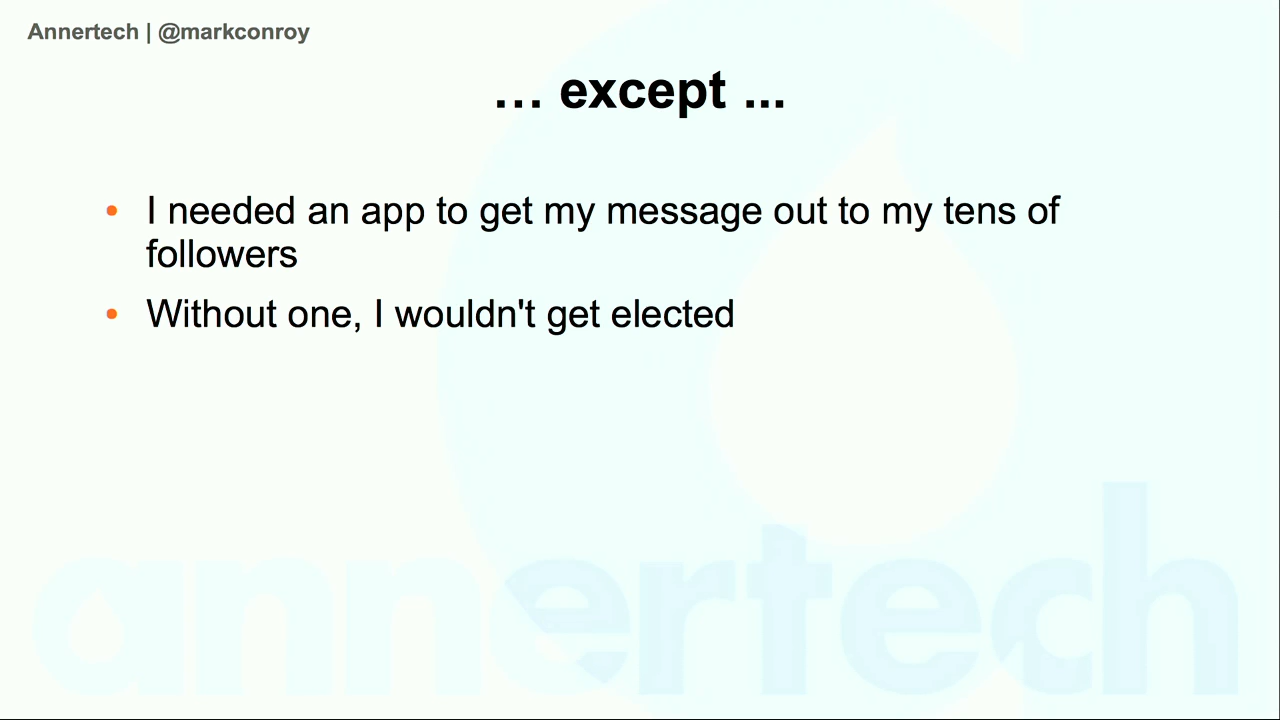 Annertech | @markconroy
… except ...
• I needed an app to get my message out to my tens of
followers
• Without one, I wouldn't get elected
annertech